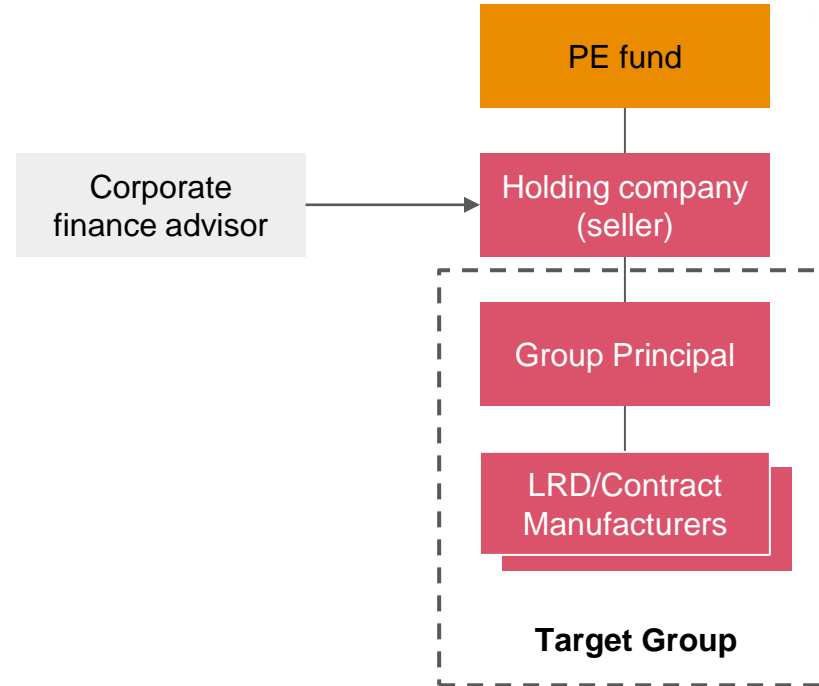 PE fund
Corporate
finance advisor
Holding company
(seller)
Group Principal
LRD/Contract
Manufacturers
Target Group